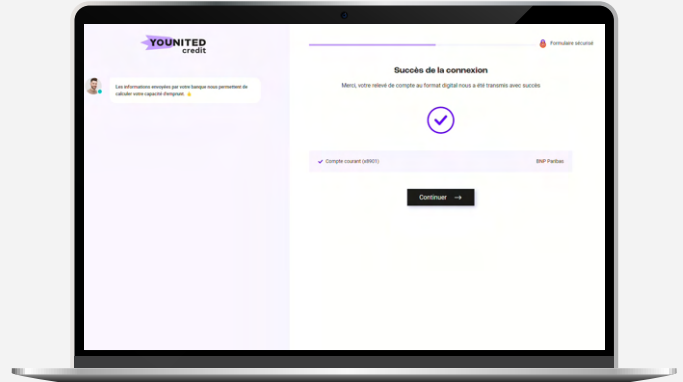 YOUNITED
credit
Formulaire sécurisé
Les informations envoyées par votre banque nous permettent de
calculer votre capacité d'emprunt. 👍
Succès de la connexion
Merci, votre relevé de compte au format digital nous a été transmis avec succès
Compte courant (x8901) BNP Paribas
Continuer →